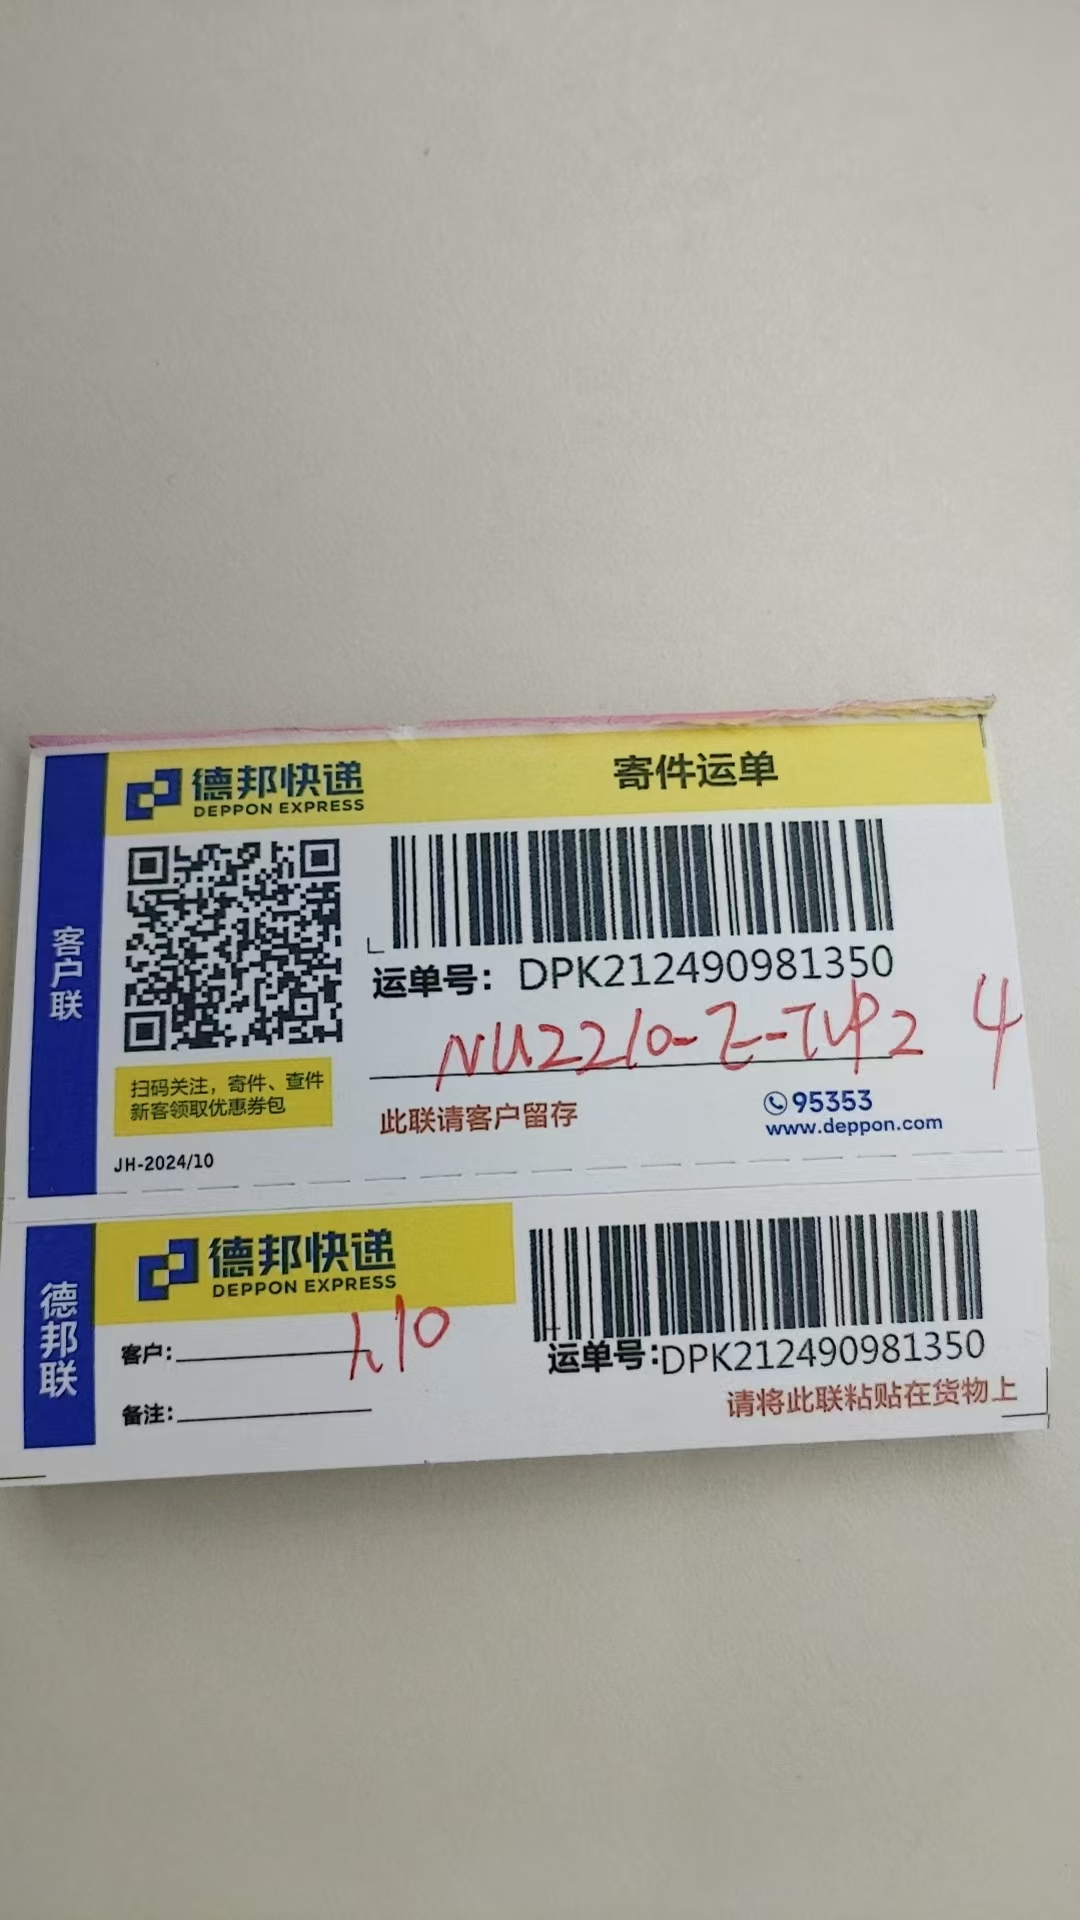 德邦快递
DEPPON EXPRESS
寄件运单
客户联
运单号： DPK212490981350
NU2210-Z-TVP2 4
扫码关注，寄件、查件
新客领取优惠券包
此联请客户留存
95353
www.deppon.com
JH-2024/10
德邦联
德邦快递
DEPPON EXPRESS
客户：
10
备注：
运单号:DPK212490981350
请将此联粘贴在货物上